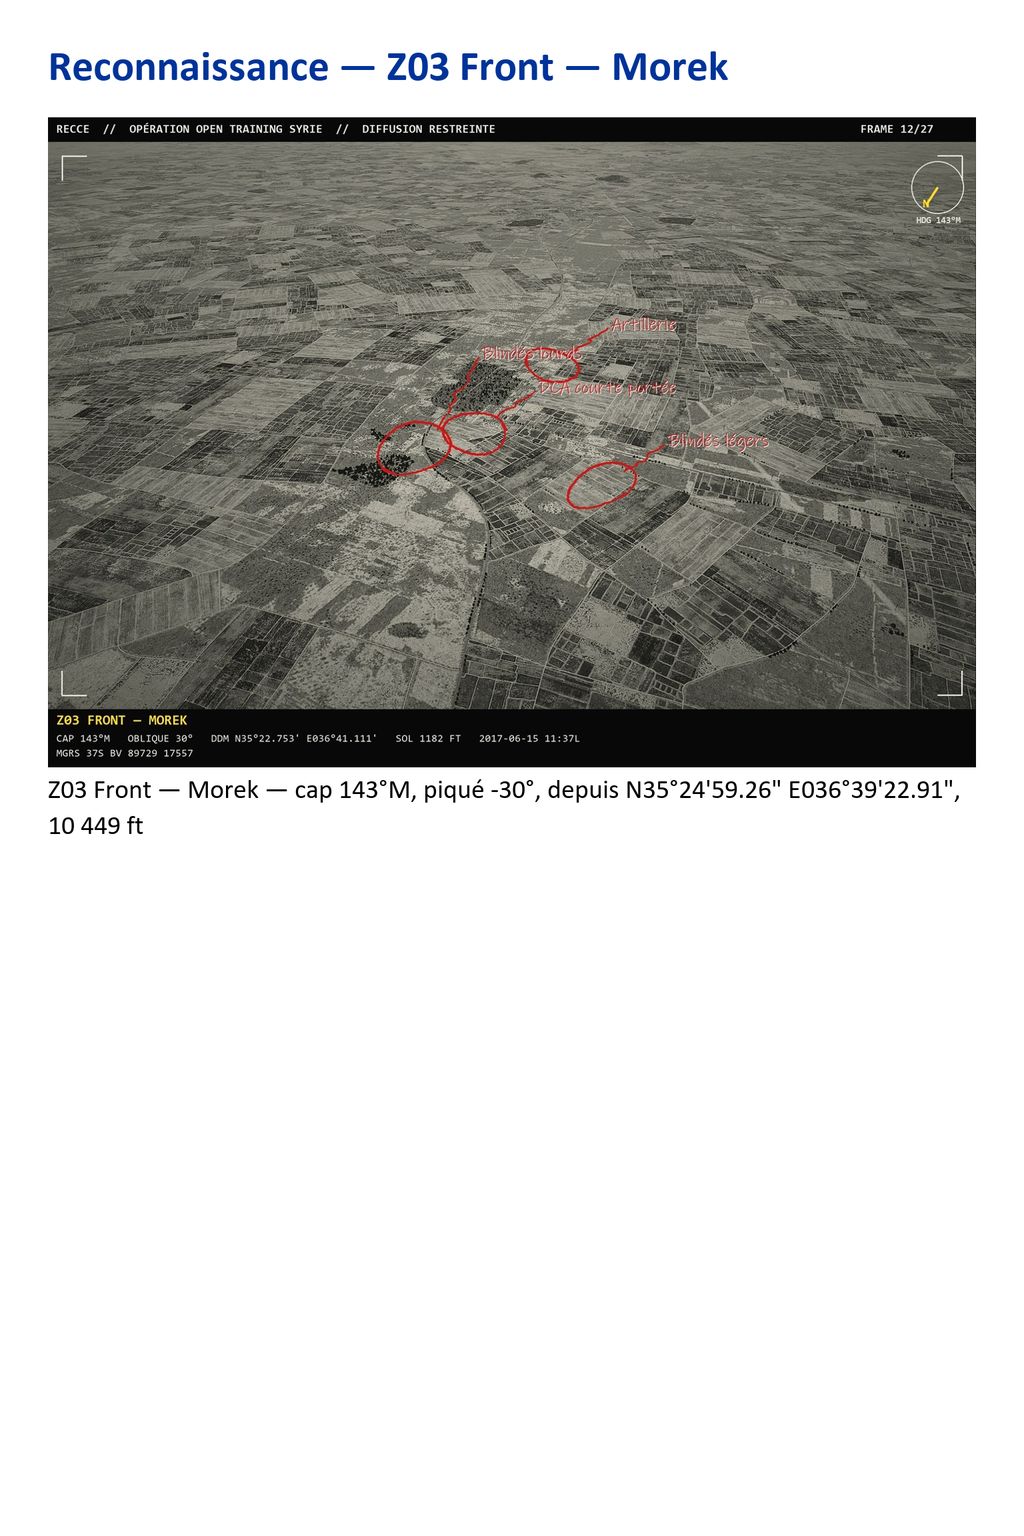 Reconnaissance — Z03 Front — Morek
RECCE // OPÉRATION OPEN TRAINING SYRIE // DIFFUSION RESTREINTE FRAME 12/27
N
HDG 143°M
Artillerie
Blindés lourds
DCA courte portée
Blindés légers
Z03 FRONT — MOREK
CAP 143°M OBLIQUE 30° DDM N35°22.753' E036°41.111' SOL 1182 FT 2017-06-15 11:37L
MGRS 37S BV 89729 17557
Z03 Front — Morek — cap 143°M, piqué -30°, depuis N35°24'59.26" E036°39'22.91",
10 449 ft